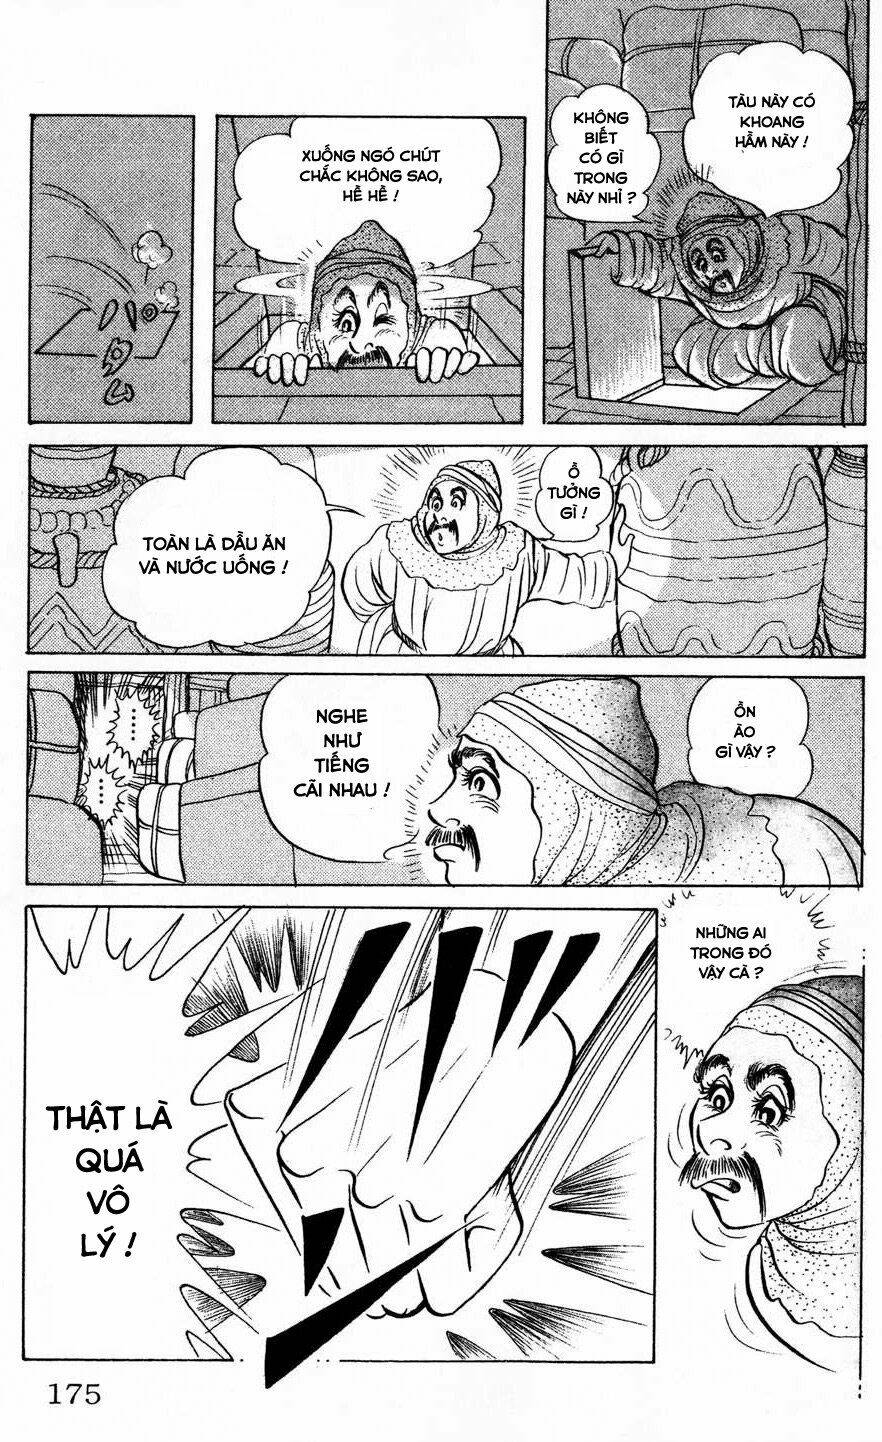 TÀU NÀY CÓ
KHOANG
HẦM NÀY !
KHÔNG
BIẾT
CÓ GÌ
TRONG
NÀY NHỈ ?
XUỐNG NGÓ CHÚT
CHẮC KHÔNG SAO,
HỀ HỀ !
Ồ
TƯỞNG
GÌ !
TOÀN LÀ DẦU ĂN
VÀ NƯỚC UỐNG !
ỒN
ÀO
GÌ VẬY ?
NGHE
NHƯ
TIẾNG
CÃI NHAU !
NHỮNG AI
TRONG ĐÓ
VẬY CÀ ?
THẬT LÀ
QUÁ
VÔ
LÝ !
175